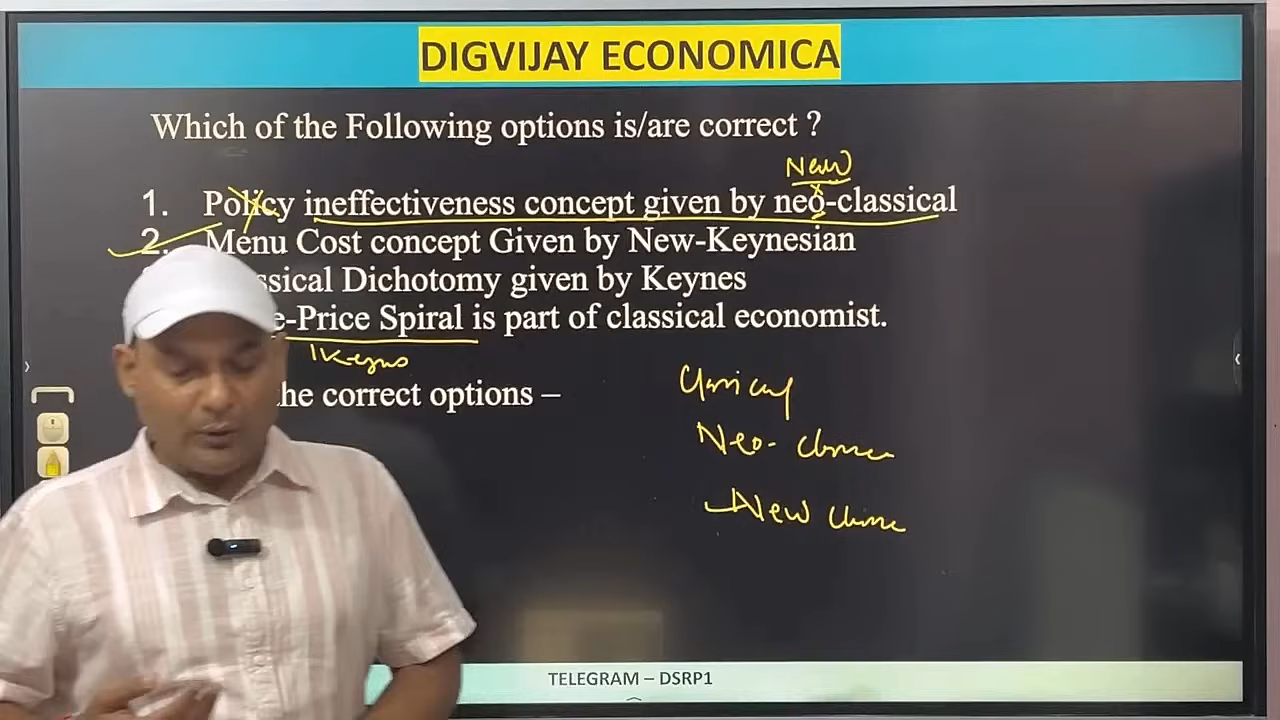 DIGVIJAY ECONOMICA
Which of the Following options is/are correct ?
New
1. Policy ineffectiveness concept given by neo-classical
2. Menu Cost concept Given by New-Keynesian
ssical Dichotomy given by Keynes
e-Price Spiral is part of classical economist.
Keyns
the correct options –
Classical
Neo-
New
TELEGRAM – DSRP1